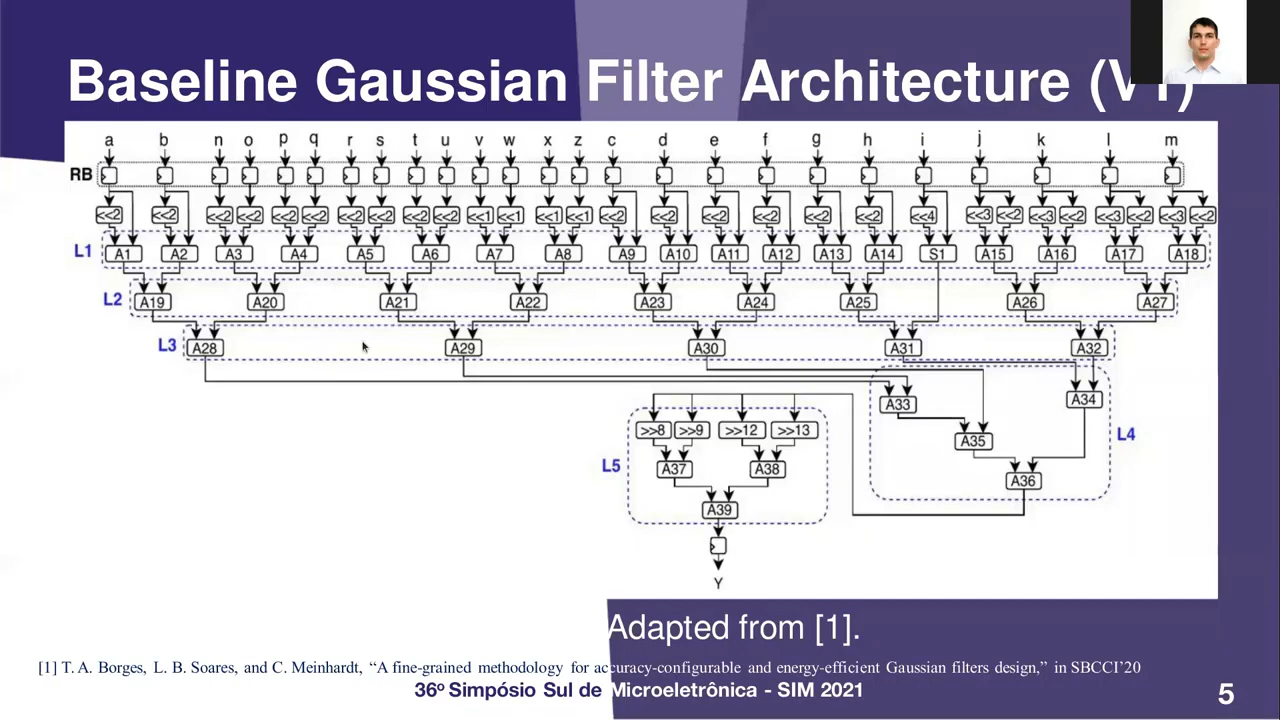 Baseline Gaussian Filter Architecture (V1)
a b n o p q r s t u v w x z c d e f g h i j k l m
RB
<<2 <<2 <<2 <<2 <<2 <<2 <<2 <<2 <<2 <<2 <<1 <<1 <<1 <<1 <<2 <<2 <<2 <<2 <<2 <<2 <<4 <<3 <<2 <<3 <<2 <<3 <<2 <<3 <<2
L1 A1 A2 A3 A4 A5 A6 A7 A8 A9 A10 A11 A12 A13 A14 S1 A15 A16 A17 A18
L2 A19 A20 A21 A22 A23 A24 A25 A26 A27
L3 A28 A29 A30 A31 A32
A33 A34
>>8 >>9 >>12 >>13 A35 L4
L5 A37 A38 A36
A39
Y
Adapted from [1].
[1] T. A. Borges, L. B. Soares, and C. Meinhardt, “A fine-grained methodology for accuracy-configurable and energy-efficient Gaussian filters design,” in SBCCI’20
36º Simpósio Sul de Microeletrônica - SIM 2021
5